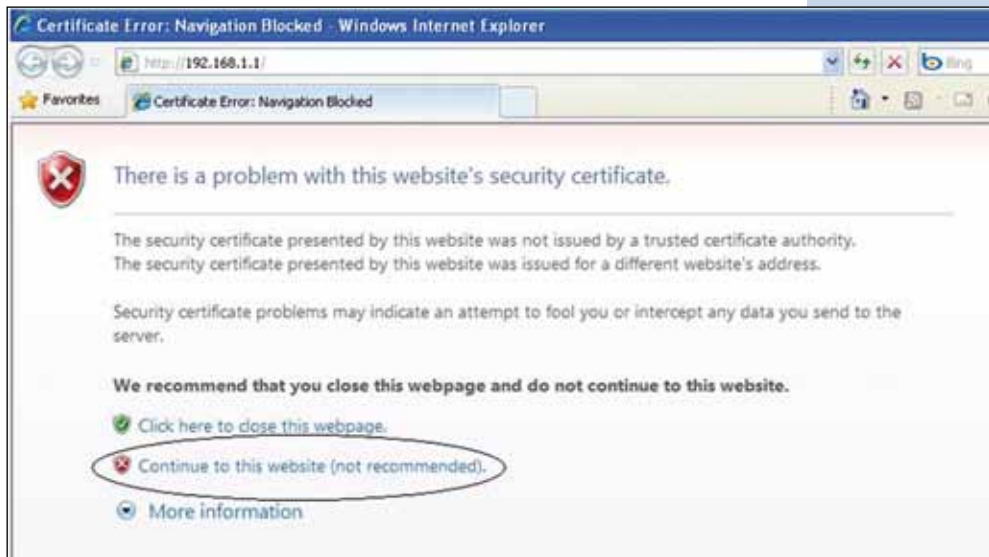 Certificate Error: Navigation Blocked - Windows Internet Explorer
http://192.168.1.1/
Bing
Favorites
Certificate Error: Navigation Blocked
There is a problem with this website's security certificate.
The security certificate presented by this website was not issued by a trusted certificate authority.
The security certificate presented by this website was issued for a different website's address.
Security certificate problems may indicate an attempt to fool you or intercept any data you send to the
server.
We recommend that you close this webpage and do not continue to this website.
Click here to close this webpage.
Continue to this website (not recommended).
More information